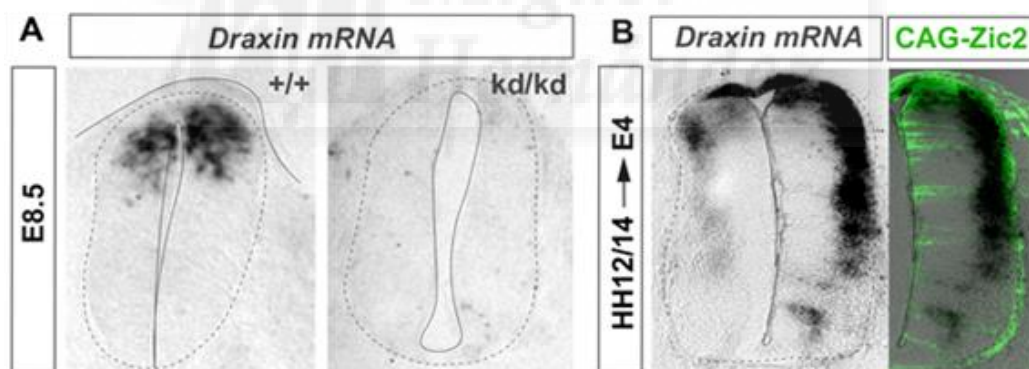 A
Draxin mRNA
+/+
kd/kd
E8.5
B
Draxin mRNA
CAG-Zic2
HH12/14 → E4